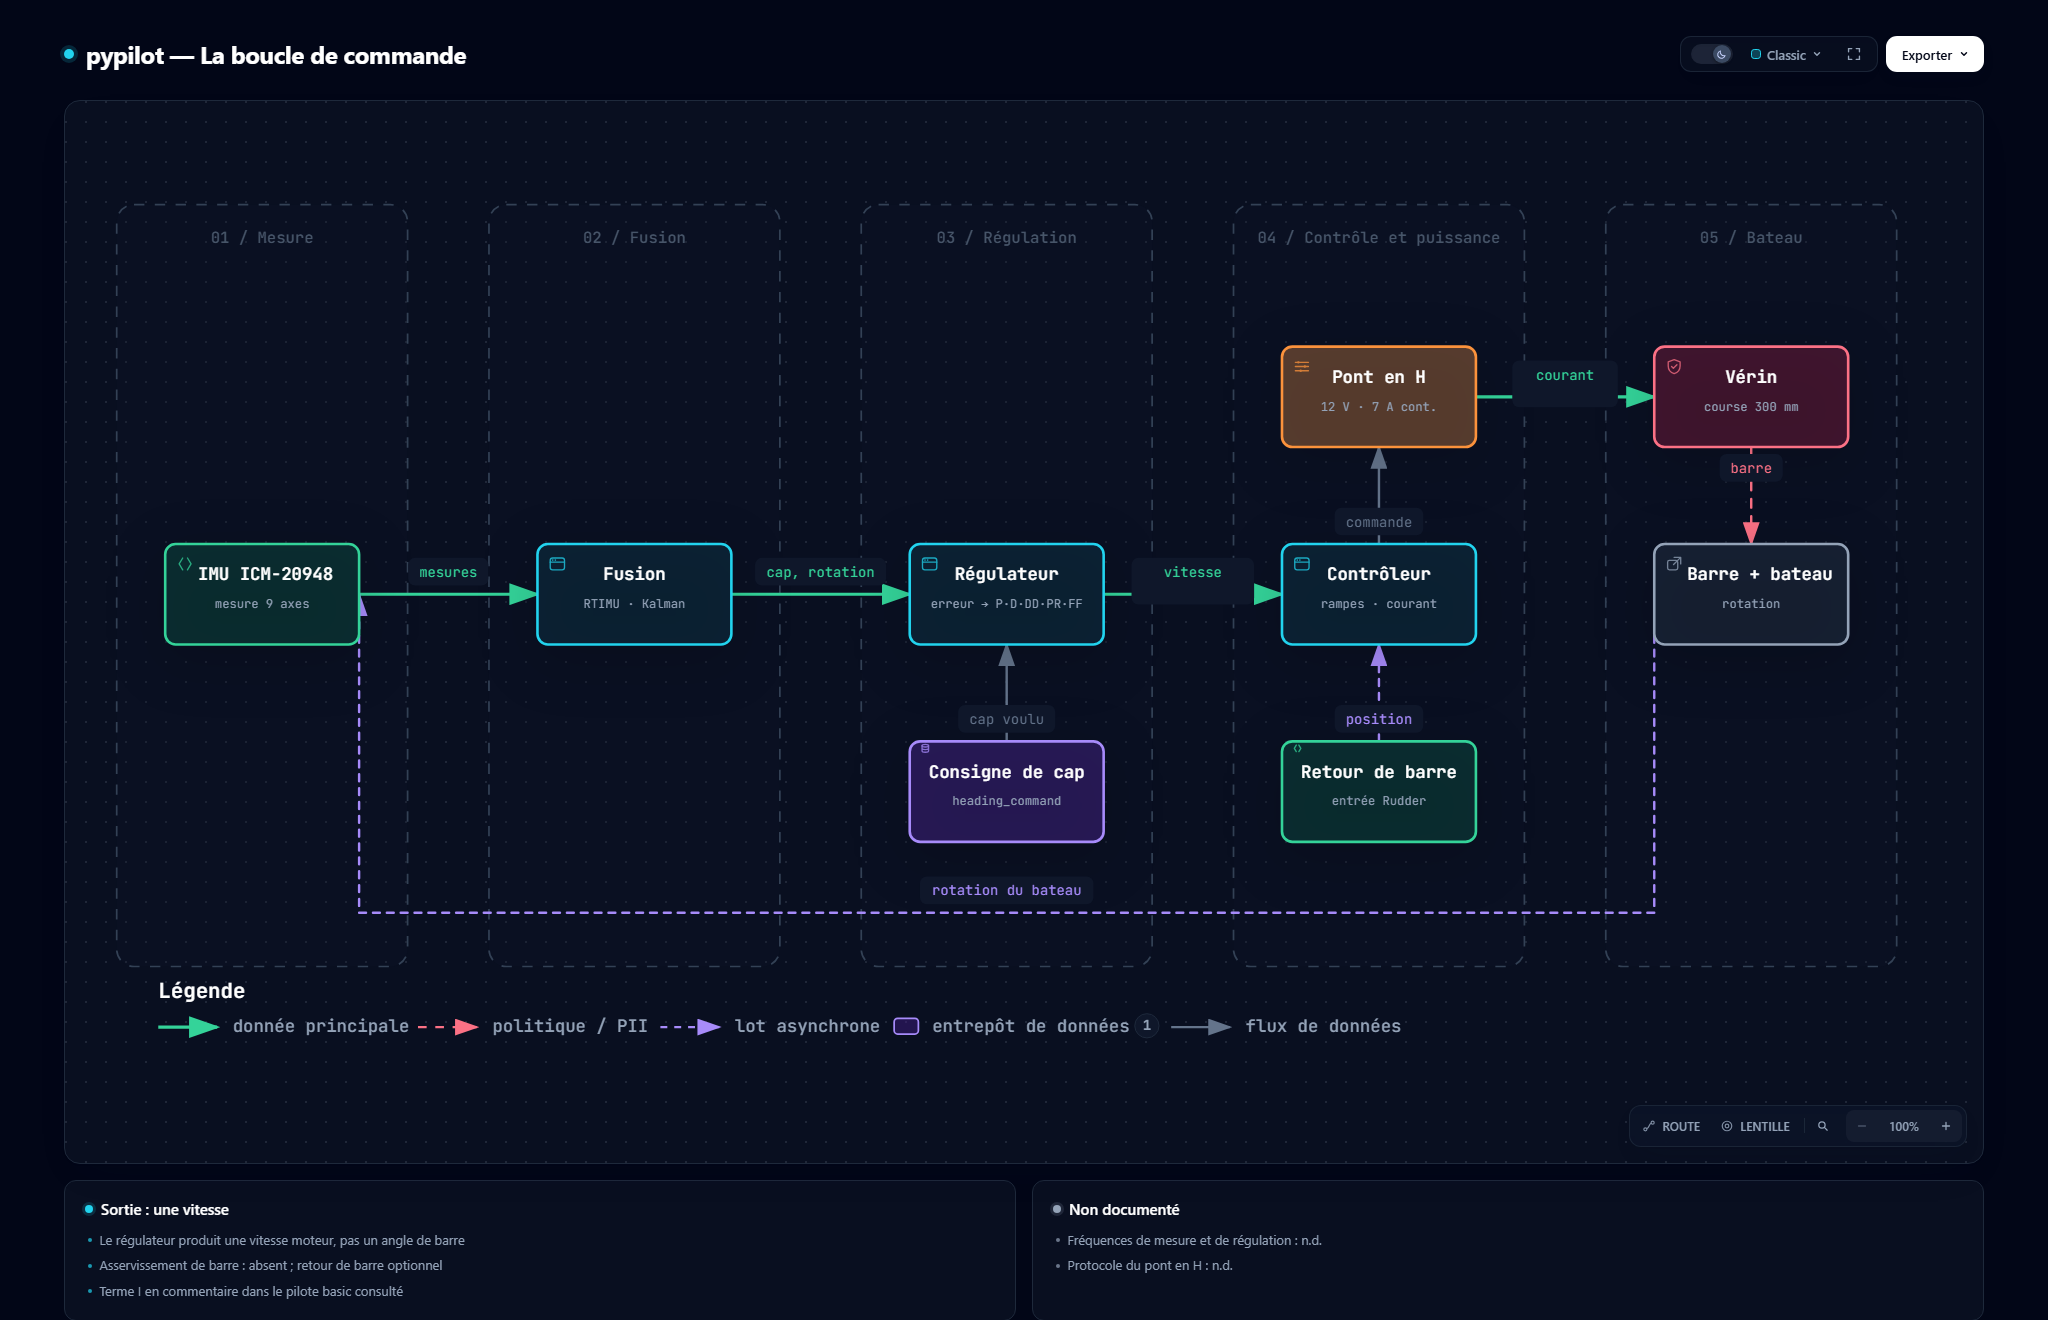 pypilot — La boucle de commande
Classic
Exporter
01 / Mesure
02 / Fusion
03 / Régulation
04 / Contrôle et puissance
05 / Bateau
Pont en H
12 V · 7 A cont.
courant
Vérin
course 300 mm
barre
commande
IMU ICM-20948
mesure 9 axes
mesures
Fusion
RTIMU · Kalman
cap, rotation
Régulateur
erreur → P·D·DD·PR·FF
vitesse
Contrôleur
rampes · courant
Barre + bateau
rotation
cap voulu
position
Consigne de cap
heading_command
Retour de barre
entrée Rudder
rotation du bateau
Légende
donnée principale
politique / PII
lot asynchrone
entrepôt de données
1
flux de données
ROUTE
LENTILLE
− 100% +
Sortie : une vitesse
• Le régulateur produit une vitesse moteur, pas un angle de barre
• Asservissement de barre : absent ; retour de barre optionnel
• Terme I en commentaire dans le pilote basic consulté
Non documenté
• Fréquences de mesure et de régulation : n.d.
• Protocole du pont en H : n.d.